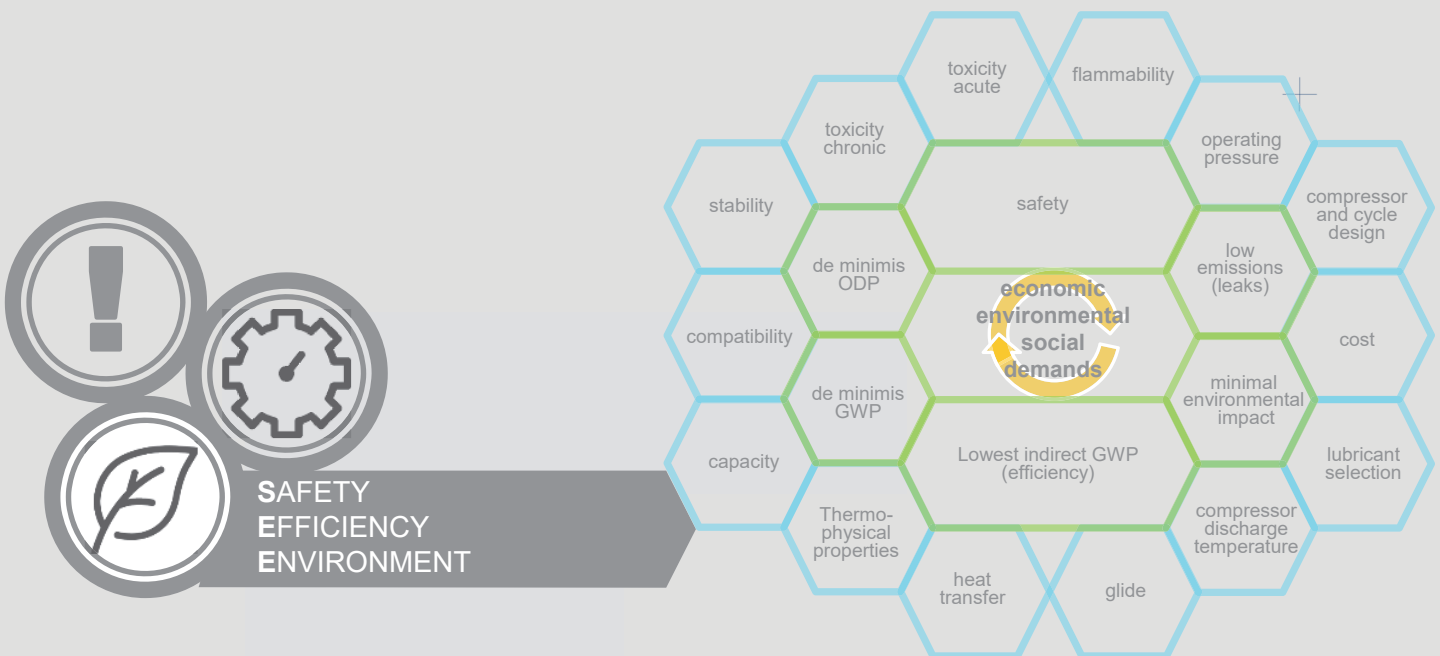 toxicity
acute
flammability
toxicity
chronic
operating
pressure
stability
safety
compressor
and cycle
design
de minimis
ODP
low
emissions
(leaks)
economic
environmental
social
demands
compatibility
cost
de minimis
GWP
minimal
environmental
impact
capacity
Lowest indirect GWP
(efficiency)
lubricant
selection
Thermo-
physical
properties
compressor
discharge
temperature
heat
transfer
glide
SAFETY
EFFICIENCY
ENVIRONMENT